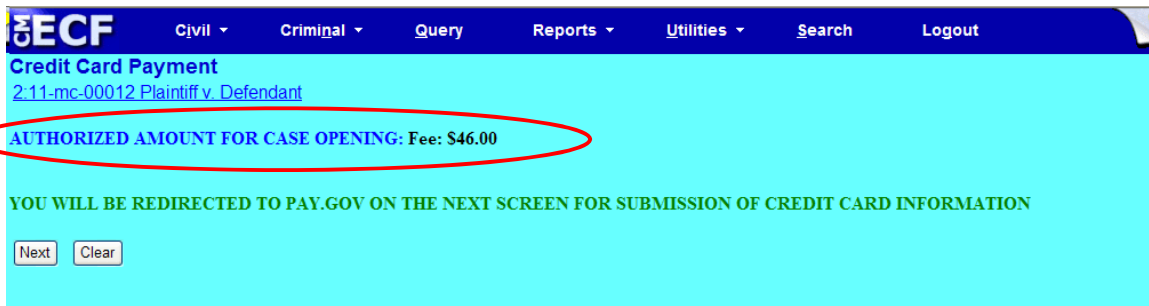 CM ECF Civil Criminal Query Reports Utilities Search Logout
Credit Card Payment
2:11-mc-00012 Plaintiff v. Defendant
AUTHORIZED AMOUNT FOR CASE OPENING: Fee: $46.00
YOU WILL BE REDIRECTED TO PAY.GOV ON THE NEXT SCREEN FOR SUBMISSION OF CREDIT CARD INFORMATION
Next Clear